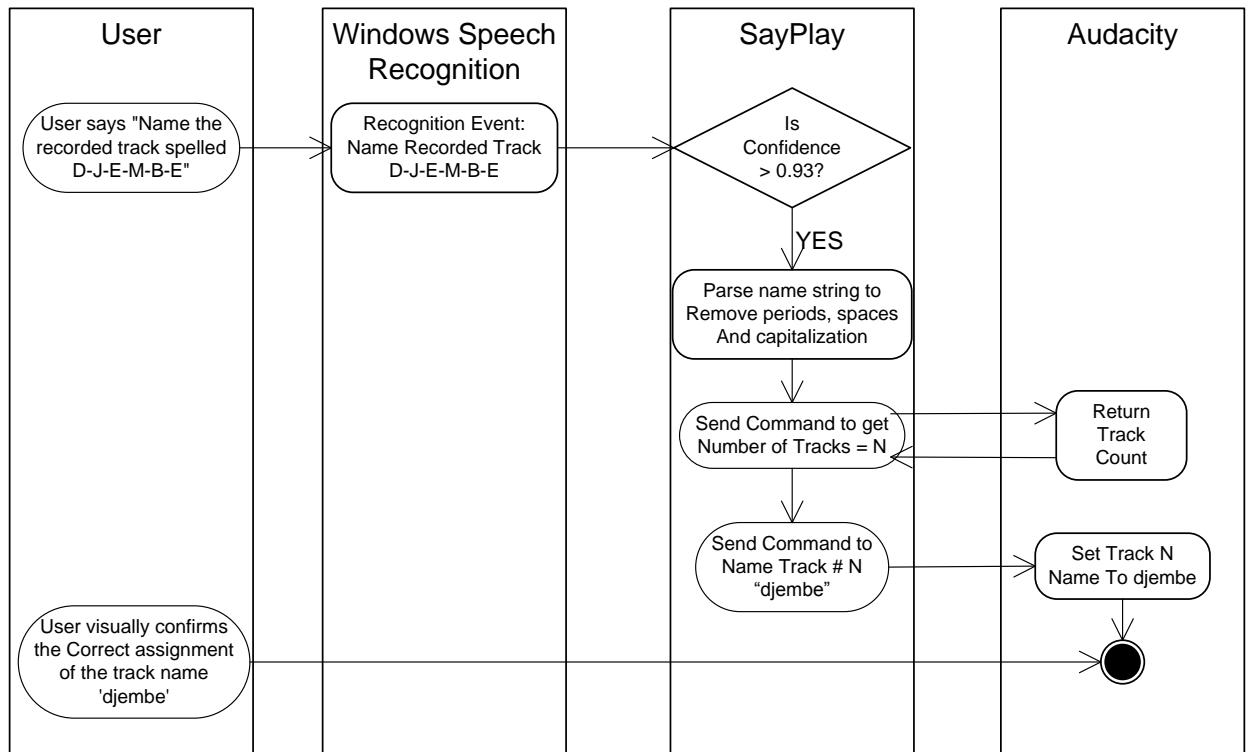 User
Windows Speech
Recognition
SayPlay
Audacity
User says "Name the
recorded track spelled
D-J-E-M-B-E"
Recognition Event:
Name Recorded Track
D-J-E-M-B-E
Is
Confidence
> 0.93?
YES
Parse name string to
Remove periods, spaces
And capitalization
Send Command to get
Number of Tracks = N
Return
Track
Count
Send Command to
Name Track # N
“djembe”
Set Track N
Name To djembe
User visually confirms
the Correct assignment
of the track name
'djembe'